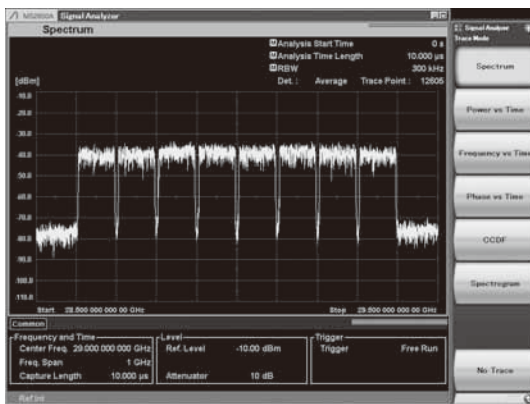 MS2850A Signal Analyzer
Spectrum
Analysis Start Time 0 s
Analysis Time Length 10.000 µs
RBW 300 kHz
[dBm] Det.: Average Trace Point: 12605
-10.0
-20.0
-30.0
-40.0
-50.0
-60.0
-70.0
-80.0
-90.0
-100.0
-110.0
Start 28.500 000 000 00 GHz Stop 29.500 000 000 00 GHz
Common
Frequency and Time
Center Freq. 29.000 000 000 GHz
Freq. Span 1 GHz
Capture Length 10.000 µs
Level
Ref. Level -10.00 dBm
Attenuator 10 dB
Trigger
Trigger Free Run
Ref.Int
Signal Analyzer
Trace Mode
Spectrum
Power vs Time
Frequency vs Time
Phase vs Time
CCDF
Spectrogram
No Trace